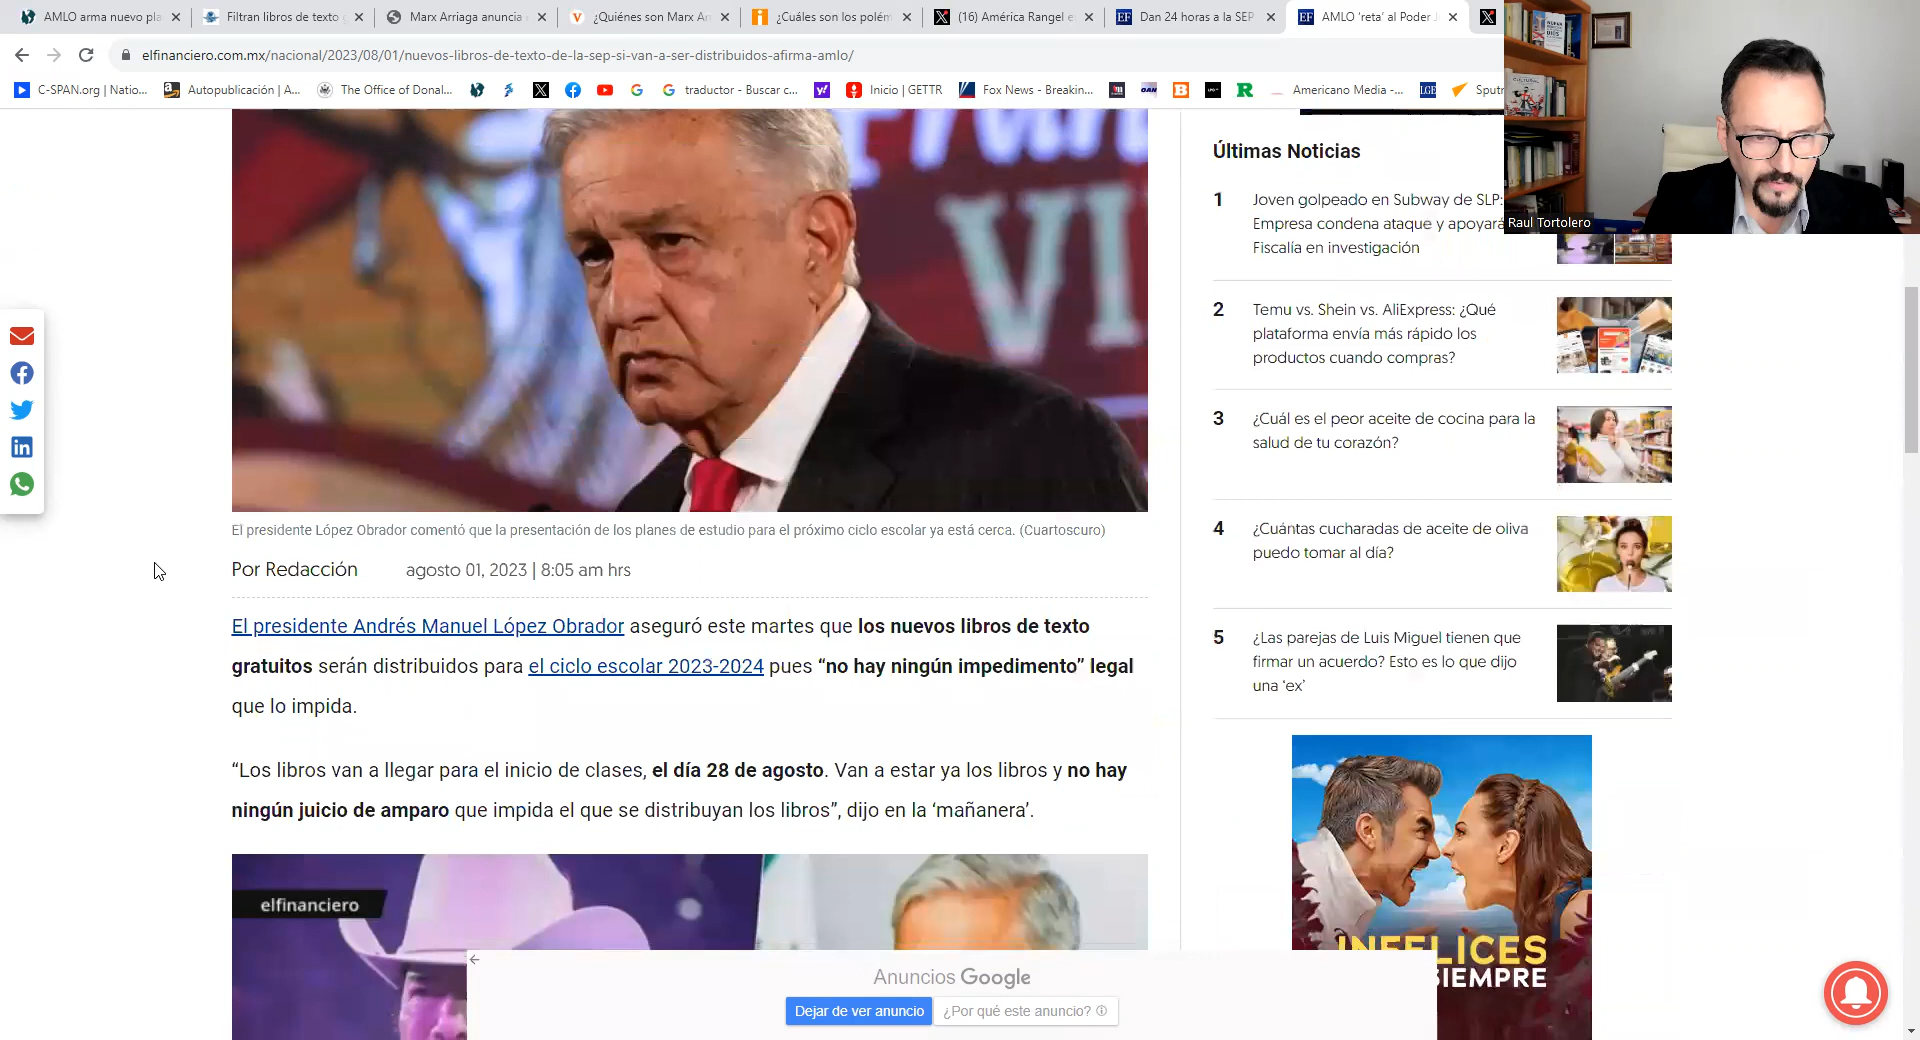 AMLO arma nuevo pla
Filtran libros de texto g
Marx Arriaga anuncia
¿Quiénes son Marx Ar
¿Cuáles son los polém
(16) América Rangel e
Dan 24 horas a la SEP
AMLO ‘reta’ al Poder J
elfinanciero.com.mx/nacional/2023/08/01/nuevos-libros-de-texto-de-la-sep-si-van-a-ser-distribuidos-afirma-amlo/
C-SPAN.org | Natio...
Autopublicación | A...
The Office of Donal...
traductor - Buscar c...
Inicio | GETTR
Fox News - Breakin...
Americano Media -...
LGE
Sputr
Raul Tortolero
VI
El presidente López Obrador comentó que la presentación de los planes de estudio para el próximo ciclo escolar ya está cerca. (Cuartoscuro)
Por Redacción agosto 01, 2023 | 8:05 am hrs
El presidente Andrés Manuel López Obrador aseguró este martes que los nuevos libros de texto
gratuitos serán distribuidos para el ciclo escolar 2023-2024 pues “no hay ningún impedimento” legal
que lo impida.
“Los libros van a llegar para el inicio de clases, el día 28 de agosto. Van a estar ya los libros y no hay
ningún juicio de amparo que impida el que se distribuyan los libros”, dijo en la ‘mañanera’.
elfinanciero
Últimas Noticias
1 Joven golpeado en Subway de SLP:
Empresa condena ataque y apoyará
Fiscalía en investigación
2 Temu vs. Shein vs. AliExpress: ¿Qué
plataforma envía más rápido los
productos cuando compras?
3 ¿Cuál es el peor aceite de cocina para la
salud de tu corazón?
4 ¿Cuántas cucharadas de aceite de oliva
puedo tomar al día?
5 ¿Las parejas de Luis Miguel tienen que
firmar un acuerdo? Esto es lo que dijo
una ‘ex’
INFELICES
SIEMPRE
Anuncios Google
Dejar de ver anuncio
¿Por qué este anuncio?